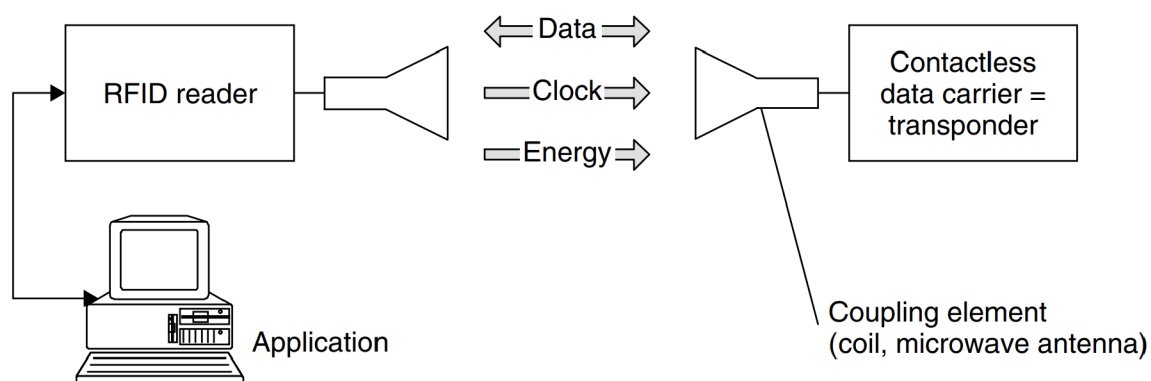 RFID reader
Data
Clock
Energy
Contactless
data carrier =
transponder
Application
Coupling element
(coil, microwave antenna)